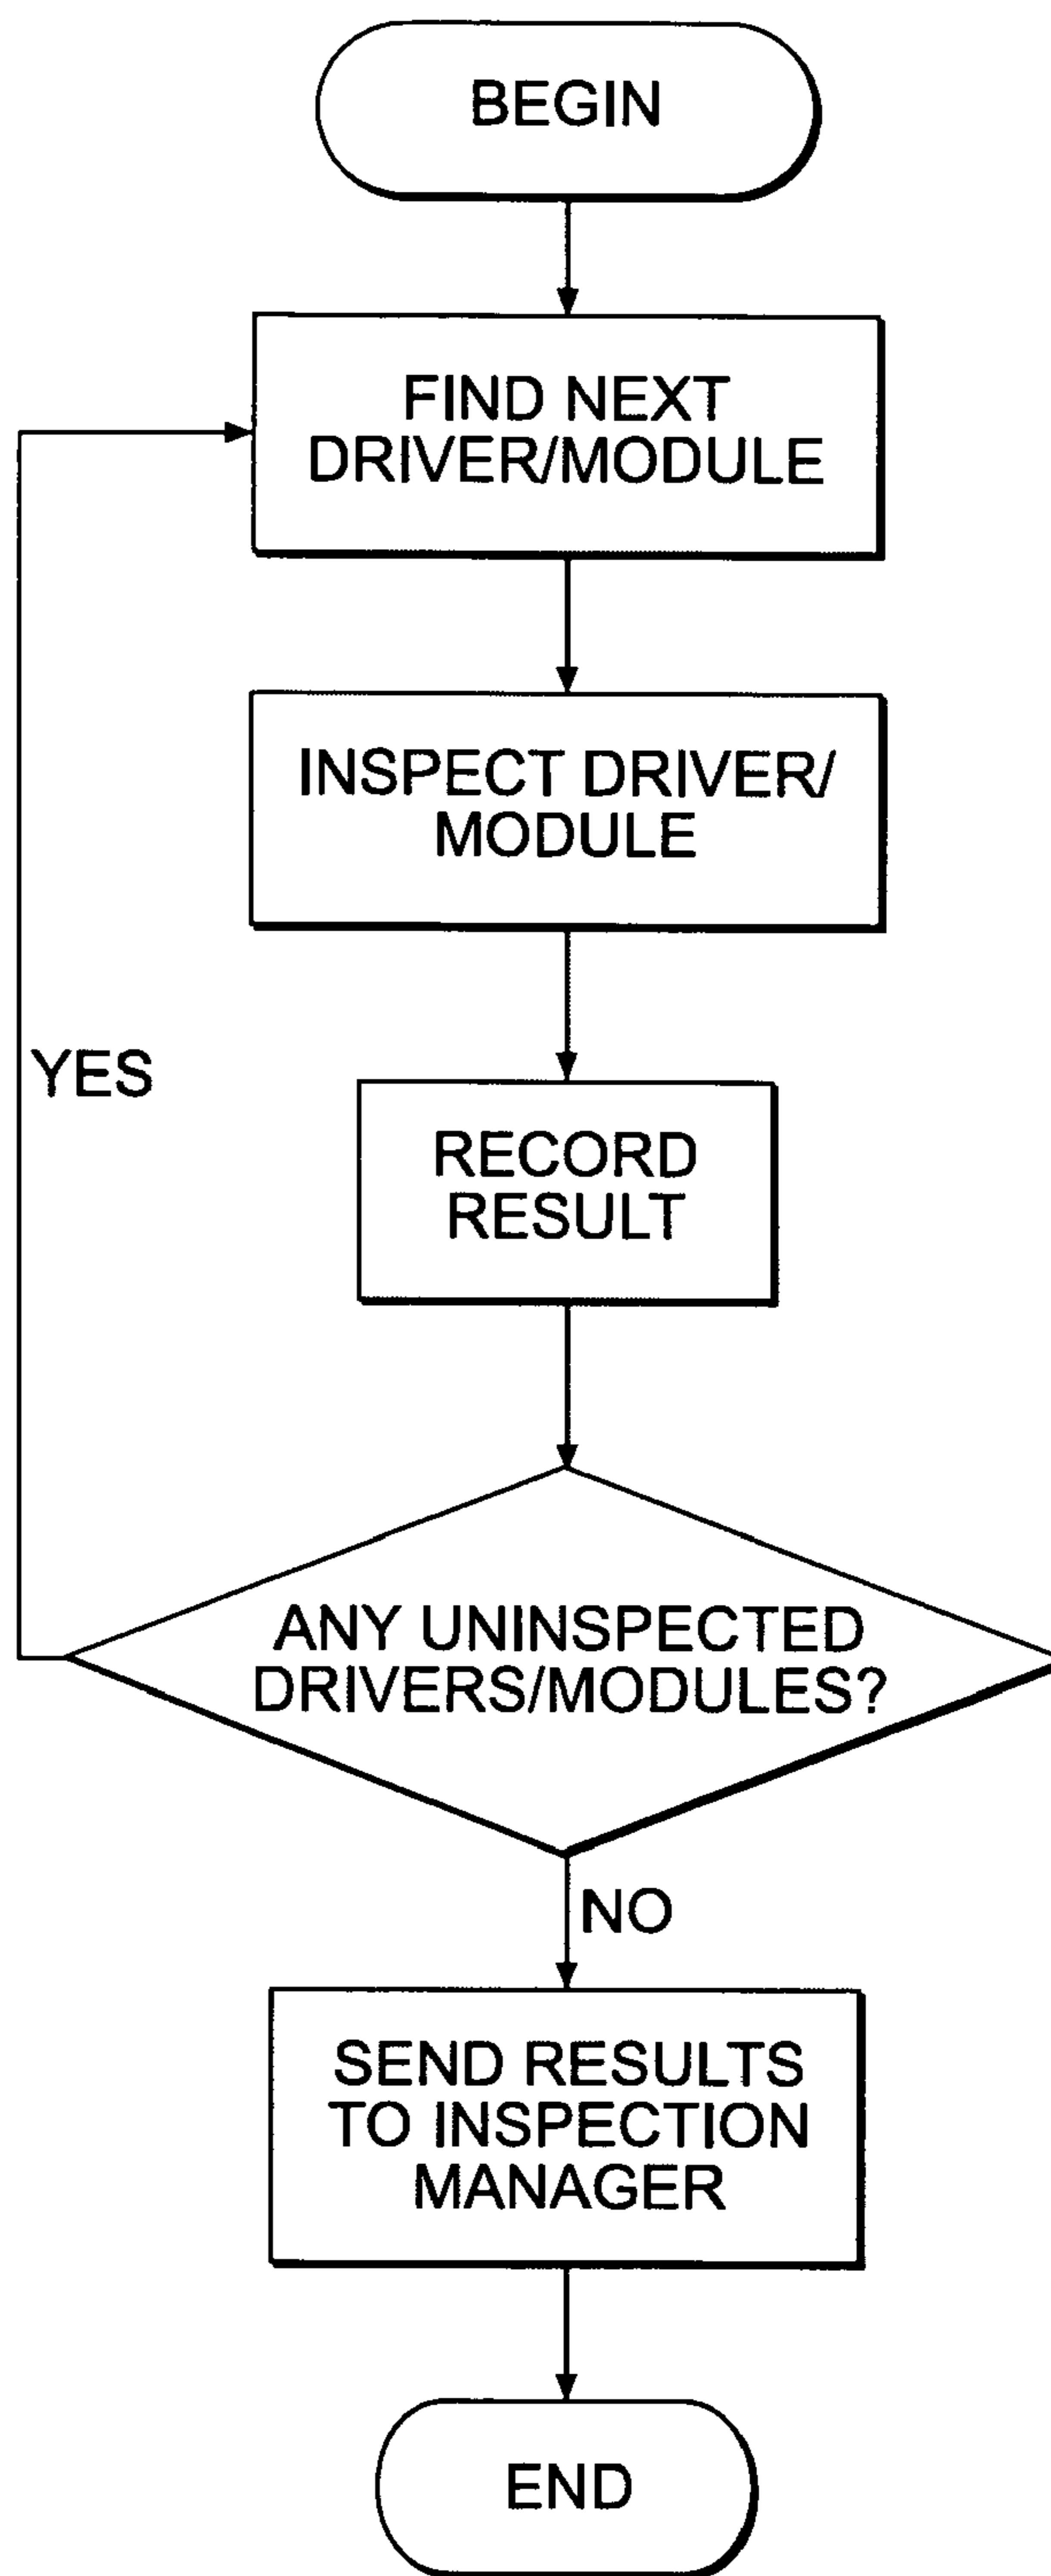 BEGIN
FIND NEXT
DRIVER/MODULE
INSPECT DRIVER/
MODULE
YES
RECORD
RESULT
ANY UNINSPECTED
DRIVERS/MODULES?
NO
SEND RESULTS
TO INSPECTION
MANAGER
END